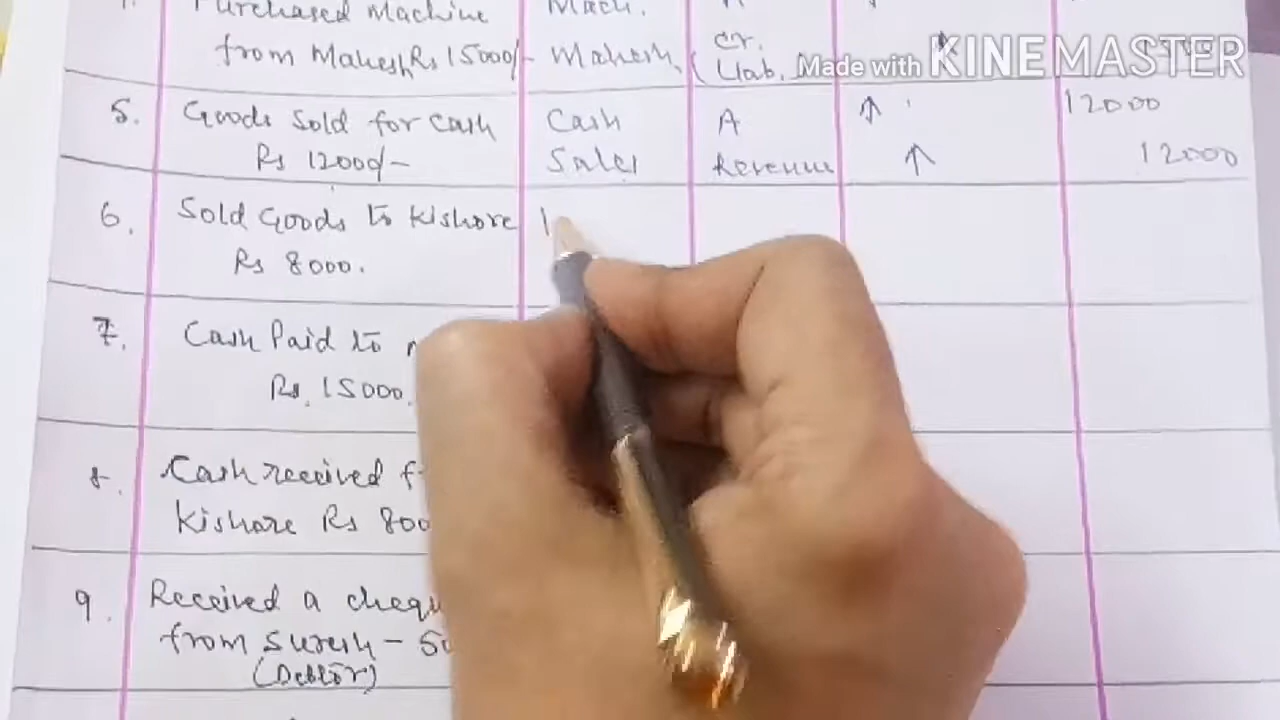 Purchased Machine Mach.
from Mahesh Rs 15000/- Mahesh (Cr. Liab.
Made with KINEMASTER
5. Goods Sold for cash Cash A ↑ 12000
Rs 12000/- Sales Revenue ↑ 12000
6. Sold Goods to Kishore
Rs 8000.
7. Cash Paid to
Rs. 15000.
8. Cash received f
Kishore Rs 800
9. Received a chequ
from Suresh -
(Debtor)